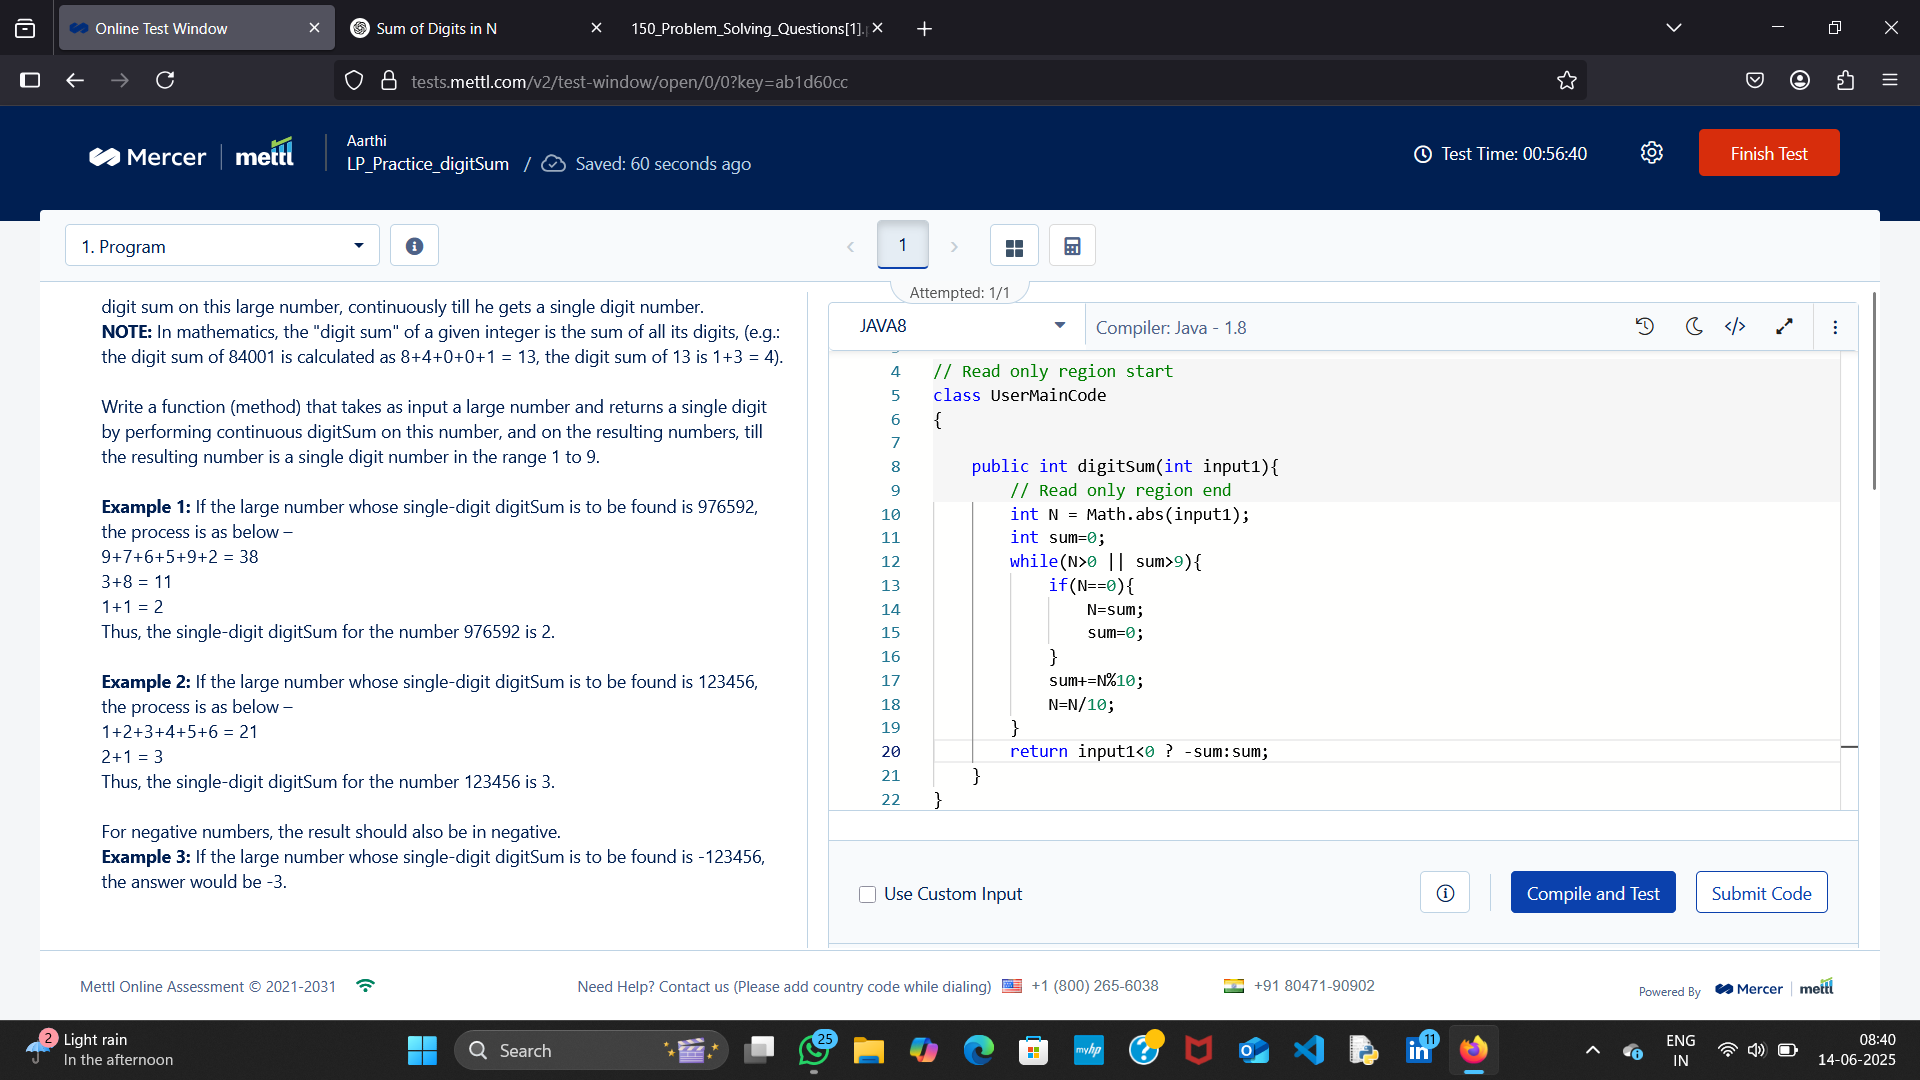 Online Test Window
Sum of Digits in N
150_Problem_Solving_Questions[1].
tests.mettl.com/v2/test-window/open/0/0?key=ab1d60cc
Mercer
mettl
Aarthi
LP_Practice_digitSum / Saved: 60 seconds ago
Test Time: 00:56:40
Finish Test
1. Program
1
Attempted: 1/1
digit sum on this large number, continuously till he gets a single digit number.
NOTE: In mathematics, the "digit sum" of a given integer is the sum of all its digits, (e.g.:
the digit sum of 84001 is calculated as 8+4+0+0+1 = 13, the digit sum of 13 is 1+3 = 4).
Write a function (method) that takes as input a large number and returns a single digit
by performing continuous digitSum on this number, and on the resulting numbers, till
the resulting number is a single digit number in the range 1 to 9.
Example 1: If the large number whose single-digit digitSum is to be found is 976592,
the process is as below –
9+7+6+5+9+2 = 38
3+8 = 11
1+1 = 2
Thus, the single-digit digitSum for the number 976592 is 2.
Example 2: If the large number whose single-digit digitSum is to be found is 123456,
the process is as below –
1+2+3+4+5+6 = 21
2+1 = 3
Thus, the single-digit digitSum for the number 123456 is 3.
For negative numbers, the result should also be in negative.
Example 3: If the large number whose single-digit digitSum is to be found is -123456,
the answer would be -3.
JAVA8
Compiler: Java - 1.8
4 // Read only region start
5 class UserMainCode
6 {
7
8 public int digitSum(int input1){
9 // Read only region end
10 int N = Math.abs(input1);
11 int sum=0;
12 while(N>0 || sum>9){
13 if(N==0){
14 N=sum;
15 sum=0;
16 }
17 sum+=N%10;
18 N=N/10;
19 }
20 return input1<0 ? -sum:sum;
21 }
22 }
Use Custom Input
Compile and Test
Submit Code
Mettl Online Assessment © 2021-2031
Need Help? Contact us (Please add country code while dialing)
+1 (800) 265-6038
+91 80471-90902
Powered By
Mercer
mettl
2
Light rain
In the afternoon
Search
25
myhp
11
ENG
IN
08:40
14-06-2025